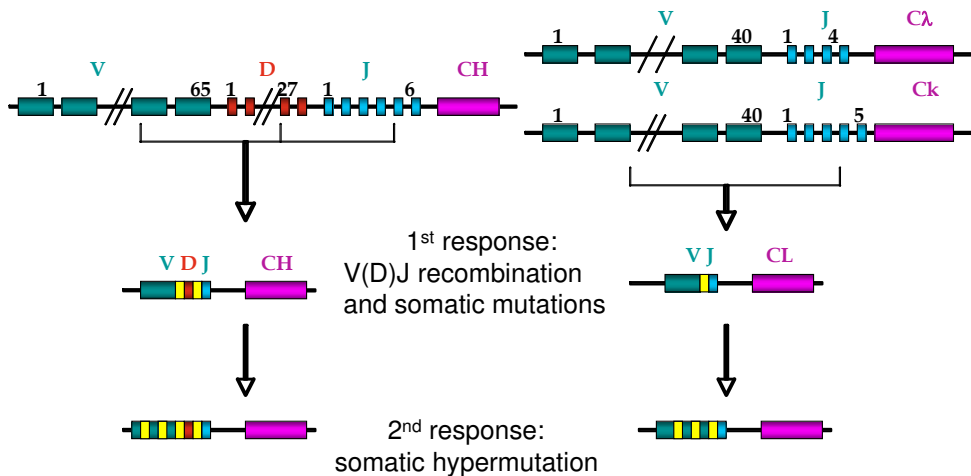 V D J CH
1 65 1 27 1 6
V J Cλ
1 40 1 4
V J Ck
1 40 1 5
1st response:
V(D)J recombination
and somatic mutations
V D J CH
V J CL
2nd response:
somatic hypermutation